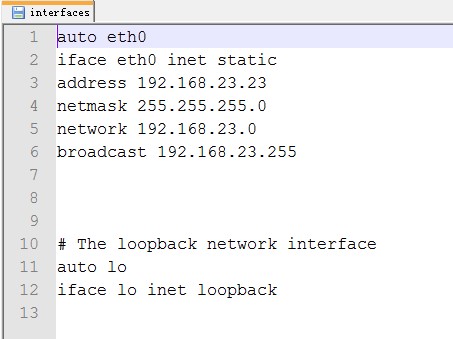 interfaces
1 auto eth0
2 iface eth0 inet static
3 address 192.168.23.23
4 netmask 255.255.255.0
5 network 192.168.23.0
6 broadcast 192.168.23.255
7
8
9
10 # The loopback network interface
11 auto lo
12 iface lo inet loopback
13